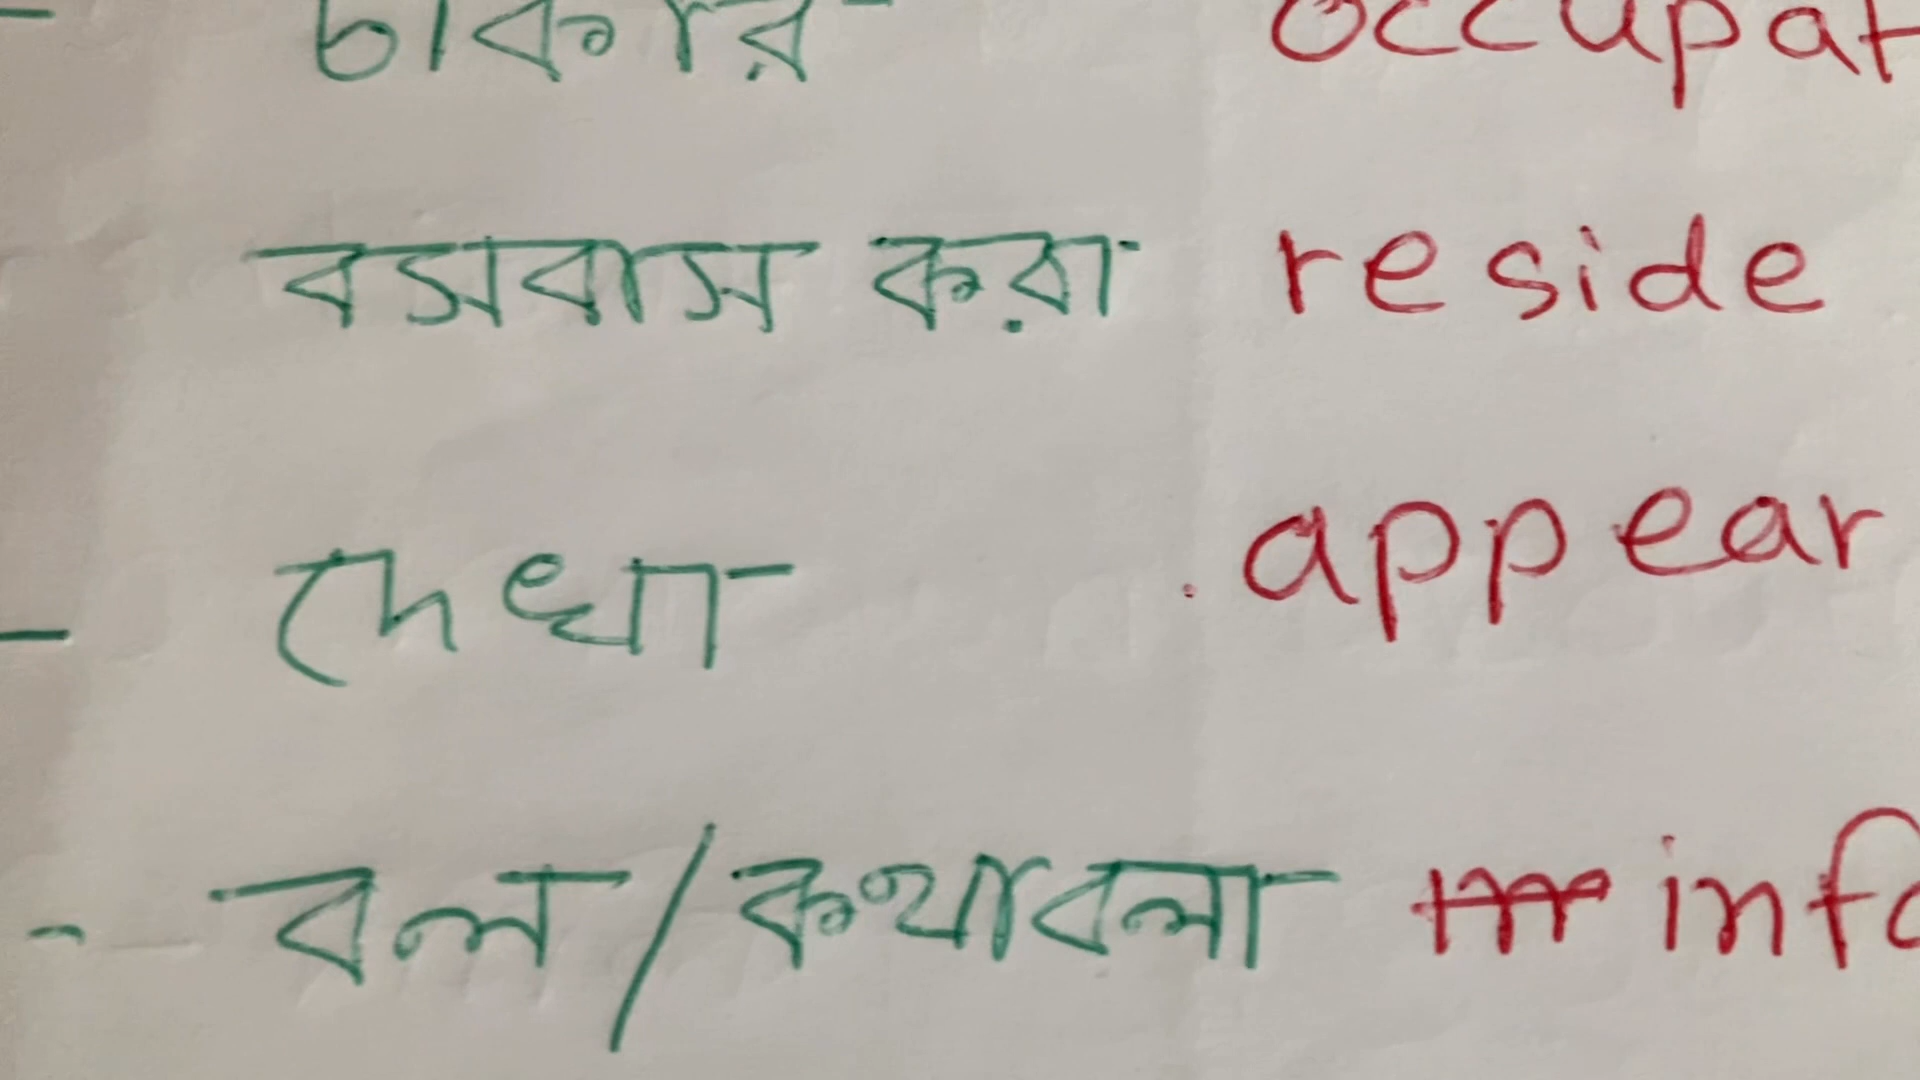 চাকরি occupat
বসবাস করা reside
দেখা appear
বল/কথাবলা info